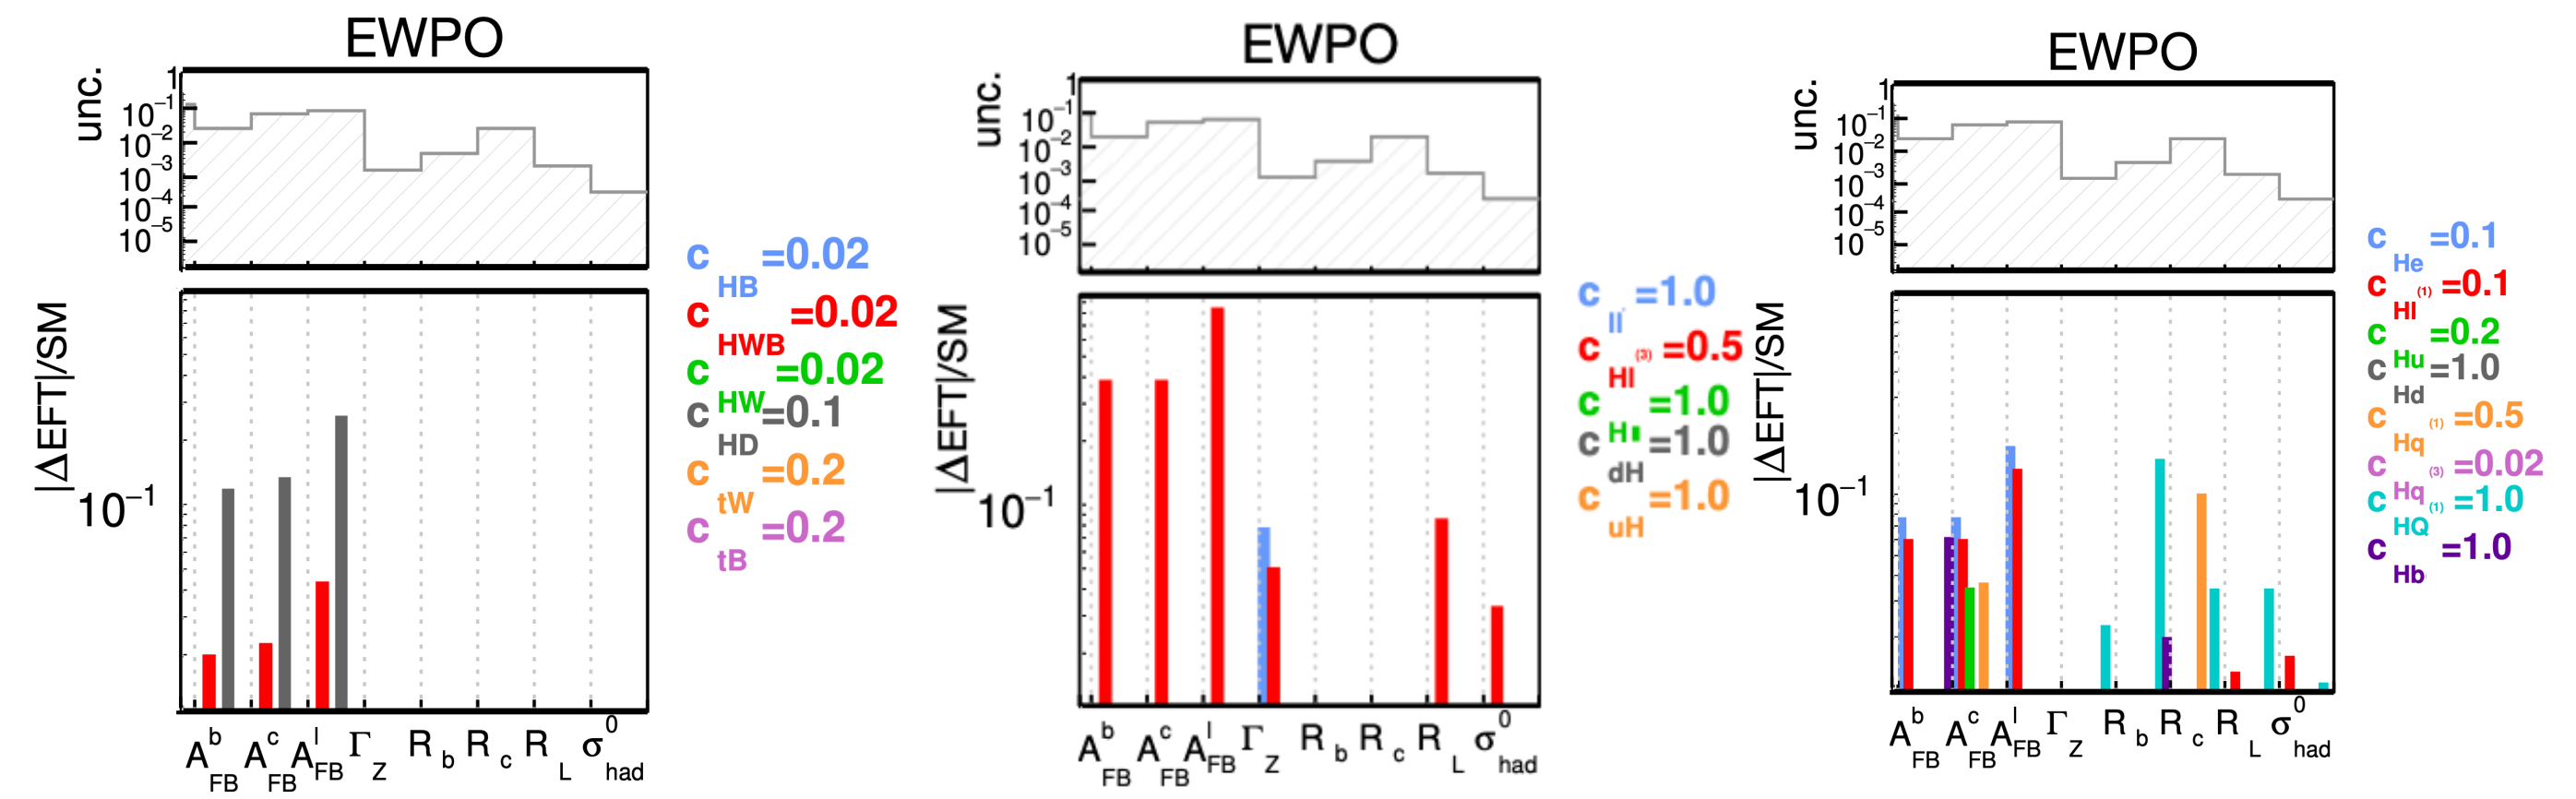 EWPO
unc.
1
10⁻¹
10⁻²
10⁻³
10⁻⁴
10⁻⁵
|ΔEFT|/SM
10⁻¹
A^b_FB A^c_FB A^l_FB Γ_Z R_b R_c R_L σ^0_had
c_HB =0.02
c_HWB =0.02
c_HW =0.02
c_HD =0.1
c_tW =0.2
c_tB =0.2
EWPO
unc.
1
10⁻¹
10⁻²
10⁻³
10⁻⁴
10⁻⁵
|ΔEFT|/SM
10⁻¹
A^b_FB A^c_FB A^l_FB Γ_Z R_b R_c R_L σ^0_had
c_ll =1.0
c_Hl^(3) =0.5
c_H =1.0
c_dH =1.0
c_uH =1.0
EWPO
unc.
1
10⁻¹
10⁻²
10⁻³
10⁻⁴
10⁻⁵
|ΔEFT|/SM
10⁻¹
A^b_FB A^c_FB A^l_FB Γ_Z R_b R_c R_L σ^0_had
c_He =0.1
c_Hl^(1) =0.1
c_Hu =0.2
c_Hd =1.0
c_Hq^(1) =0.5
c_Hq^(3) =0.02
c_HQ^(1) =1.0
c_Hb =1.0